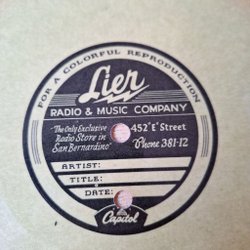 FOR A COLORFUL REPRODUCTION
Lier
RADIO & MUSIC COMPANY
"The Only Exclusive
Radio Store in
San Bernardino"
452 "E" Street
Phone 381-12
ARTIST:
TITLE:
DATE:
Capitol